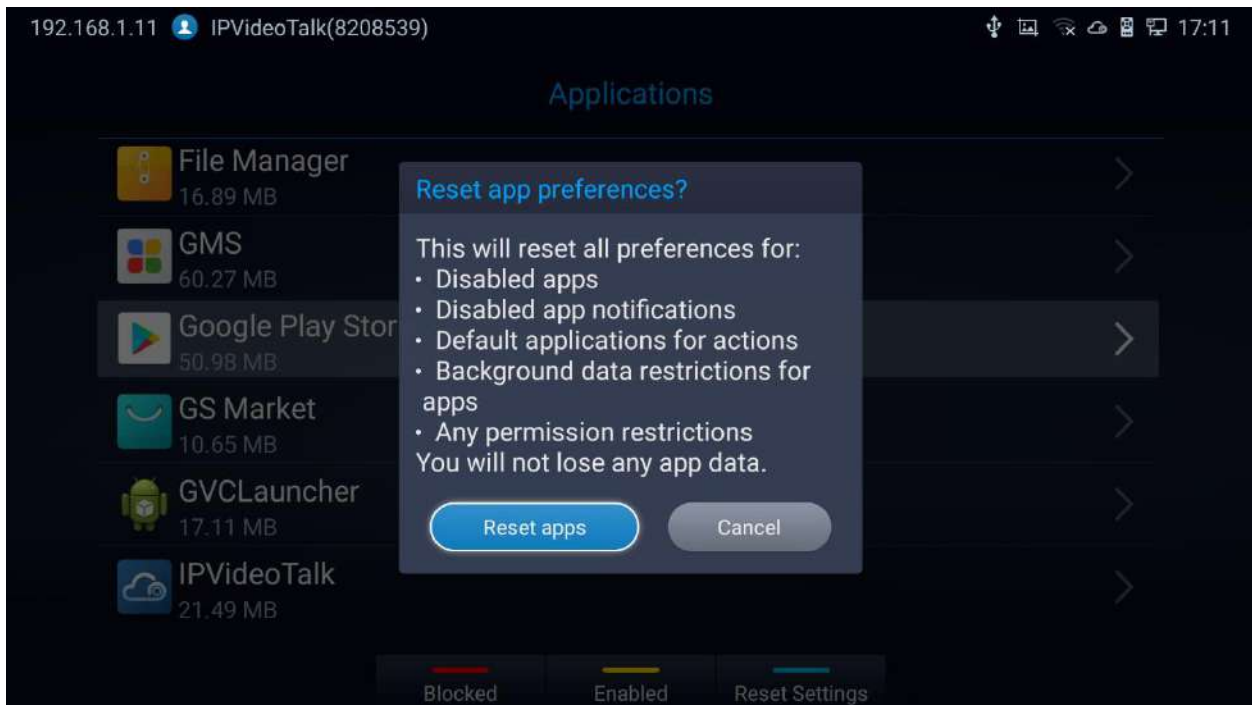 192.168.1.11 IPVideoTalk(8208539) 17:11
Applications
File Manager
16.89 MB
GMS
60.27 MB
Google Play Stor
50.98 MB
GS Market
10.65 MB
GVCLauncher
17.11 MB
IPVideoTalk
21.49 MB
Reset app preferences?
This will reset all preferences for:
• Disabled apps
• Disabled app notifications
• Default applications for actions
• Background data restrictions for
apps
• Any permission restrictions
You will not lose any app data.
Reset apps Cancel
Blocked Enabled Reset Settings